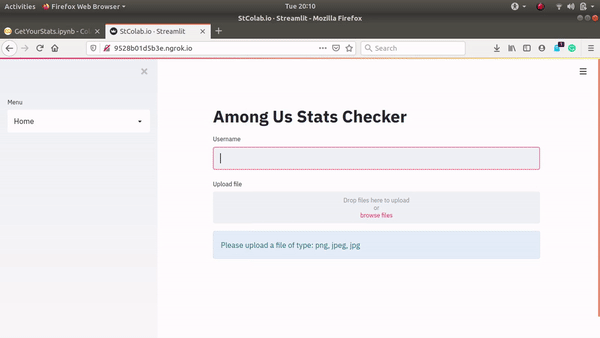 Activities
Firefox Web Browser
Tue 20:10
StColab.io · Streamlit - Mozilla Firefox
GetYourStats.ipynb - Col
StColab.io · Streamlit
9528b01d5b3e.ngrok.io
Search
Menu
Home
Among Us Stats Checker
Username
Upload file
Drop files here to upload
or
browse files
Please upload a file of type: png, jpeg, jpg